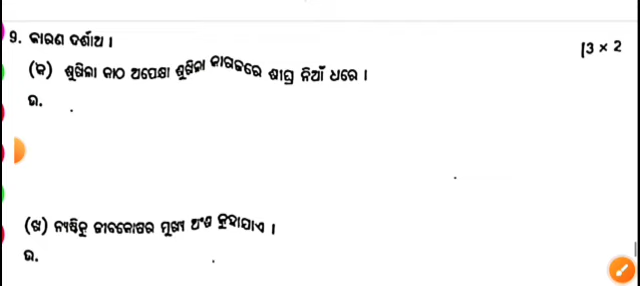 ୨. କାରଣ ଦର୍ଶାଅ ।
[3 × 2
(କ) ଶୁଖିଲା କାଠ ଅପେକ୍ଷା ଶୁଖିଲା କାଗଜରେ ଶୀଘ୍ର ନିଆଁ ଧରେ ।
ଉ.
(ଖ) ନ୍ୟଷ୍ଟିକୁ ଜୀବକୋଷର ମୁଖ୍ୟ ଅଂଶ କୁହାଯାଏ ।
ଉ.